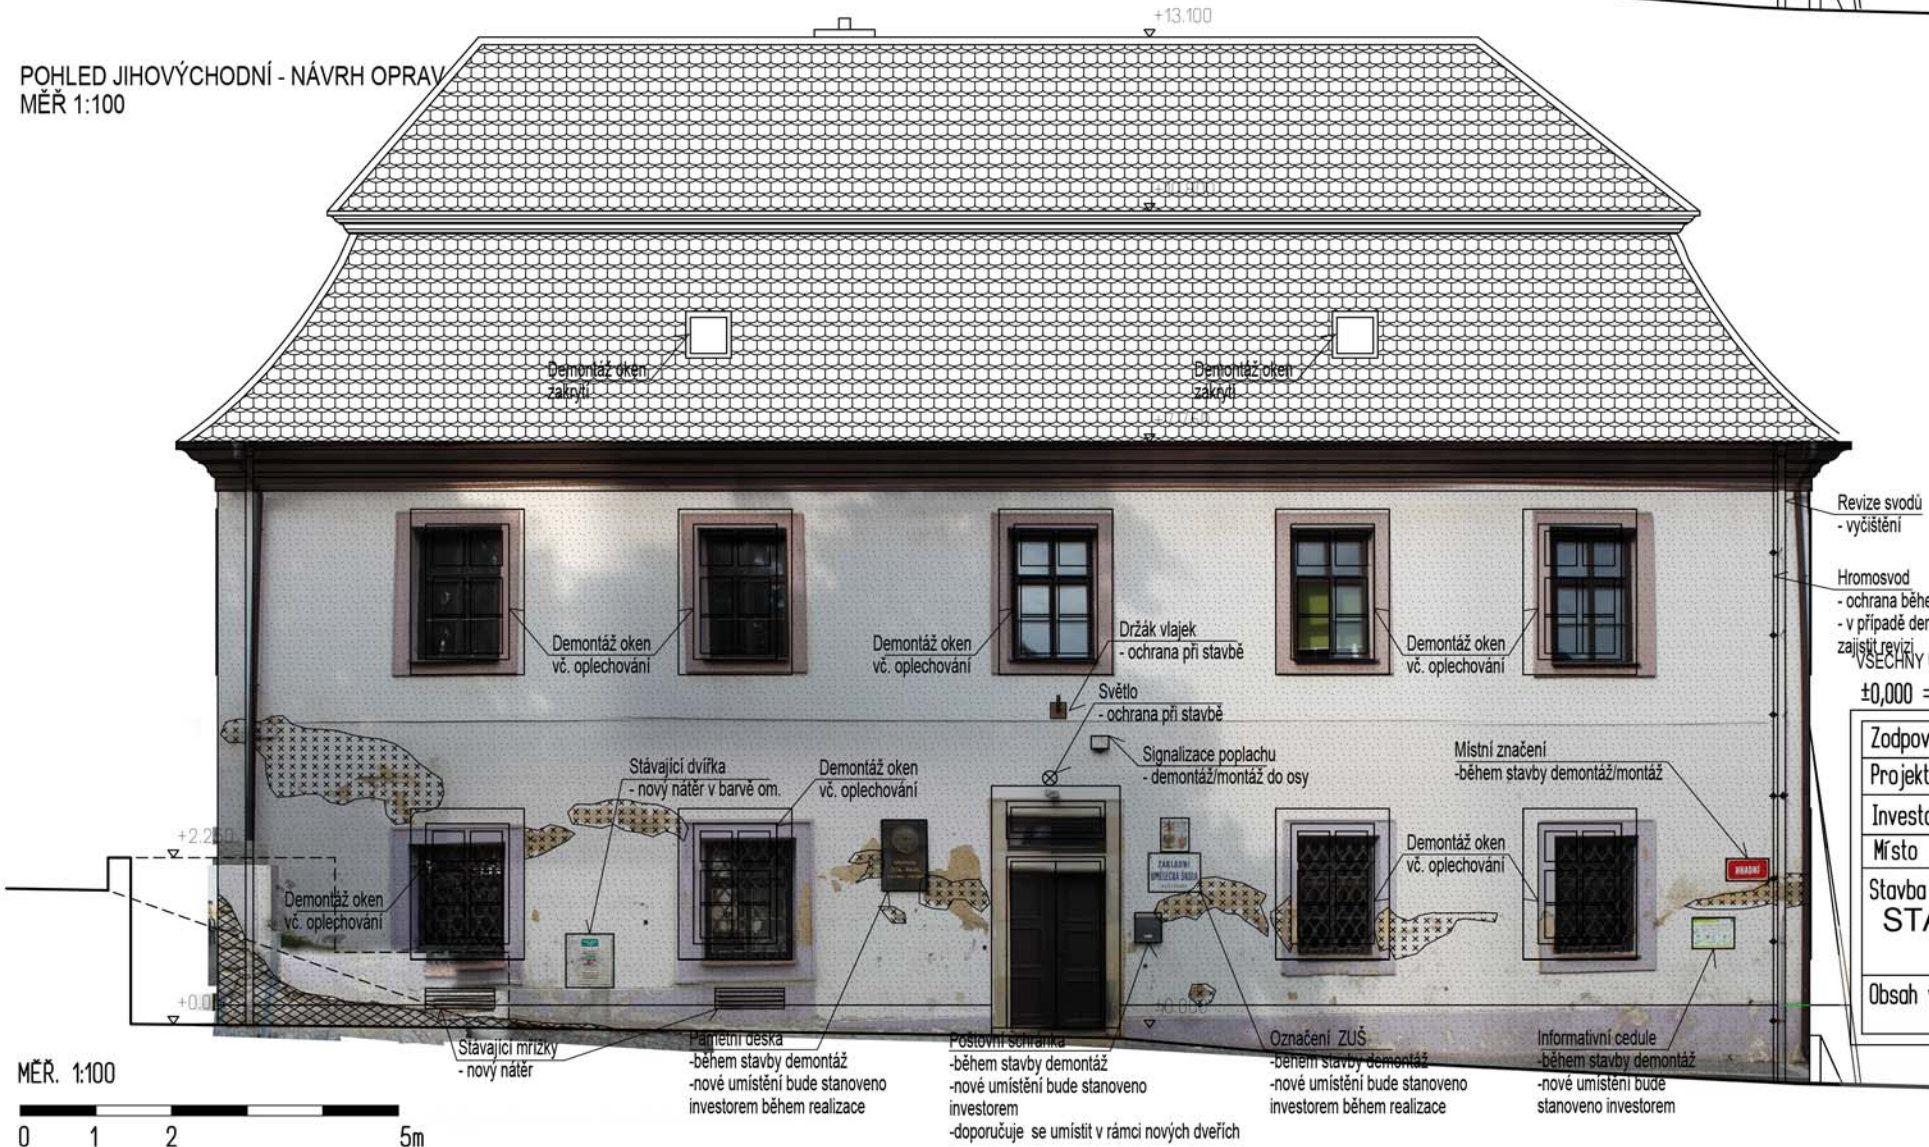 +13.100
POHLED JIHOVÝCHODNÍ - NÁVRH OPRAV
MĚŘ 1:100
Demontáž oken
zakrytí
Demontáž oken
zakrytí
Revize svodů
- vyčištění
Hromosvod
- ochrana běhe
- v případě der
zajistit revizi
VŠECHNY
±0,000 =
Demontáž oken
vč. oplechování
Demontáž oken
vč. oplechování
Držák vlajek
- ochrana při stavbě
Demontáž oken
vč. oplechování
Světlo
- ochrana při stavbě
Signalizace poplachu
- demontáž/montáž do osy
Místní značení
-během stavby demontáž/montáž
Stávající dvířka
- nový nátěr v barvě om.
Demontáž oken
vč. oplechování
Zodpov
Projekt
Investo
Místo
Stavba
STA
Obsah
+2.250
Demontáž oken
vč. oplechování
ZÁKLADNÍ
UMĚLECKÁ ŠKOLA
Demontáž oken
vč. oplechování
HRADNÍ
±0.000
Stávající mřížky
- nový nátěr
Pamětní deska
-během stavby demontáž
-nové umístění bude stanoveno
investorem během realizace
Poštovní schránka
-během stavby demontáž
-nové umístění bude stanoveno
investorem
-doporučuje se umístit v rámci nových dveřích
Označení ZUŠ
-během stavby demontáž
-nové umístění bude stanoveno
investorem během realizace
Informativní cedule
-během stavby demontáž
-nové umístění bude
stanoveno investorem
MĚŘ. 1:100
0 1 2 5m